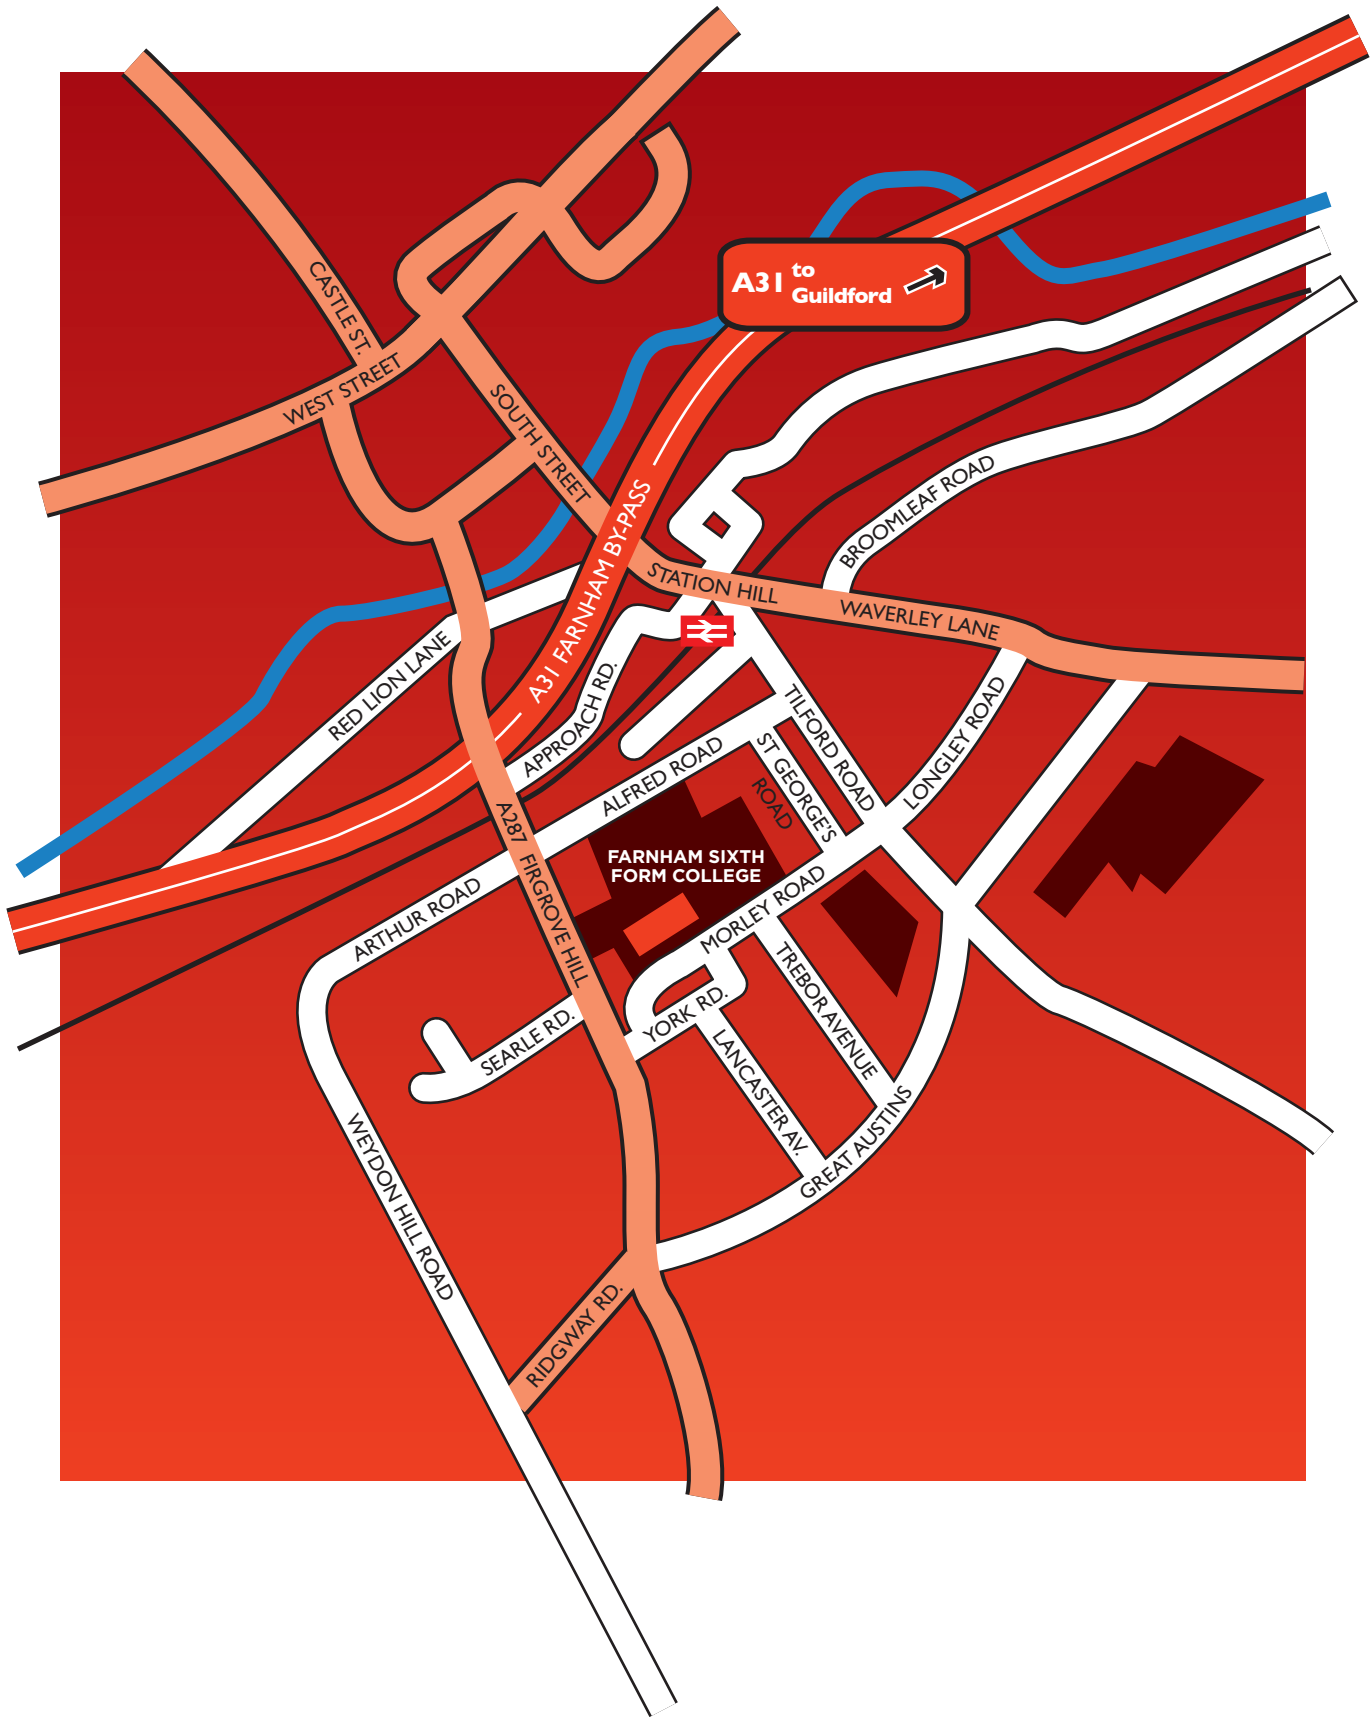 A31 to
Guildford
CASTLE ST.
WEST STREET
SOUTH STREET
A31 FARNHAM BY-PASS
BROOMLEAF ROAD
STATION HILL
WAVERLEY LANE
RED LION LANE
APPROACH RD.
TILFORD ROAD
LONGLEY ROAD
ALFRED ROAD
ST GEORGE'S
ROAD
A287 FIRGROVE HILL
FARNHAM SIXTH
FORM COLLEGE
ARTHUR ROAD
MORLEY ROAD
TREBOR AVENUE
YORK RD.
SEARLE RD.
LANCASTER AV.
GREAT AUSTINS
WEYDON HILL ROAD
RIDGWAY RD.